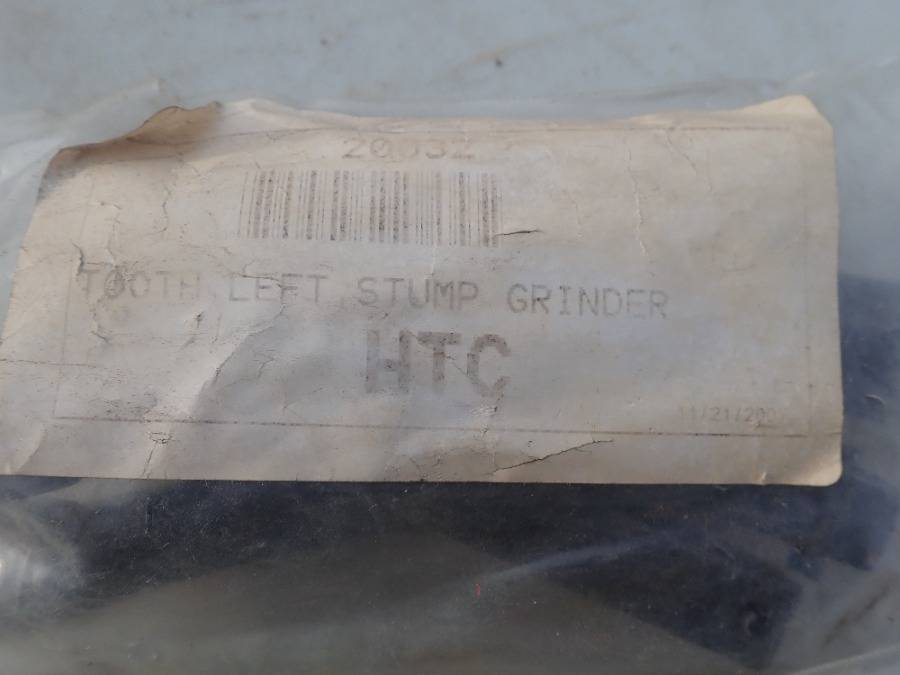 TOOTH LEFT STUMP GRINDER
HTC